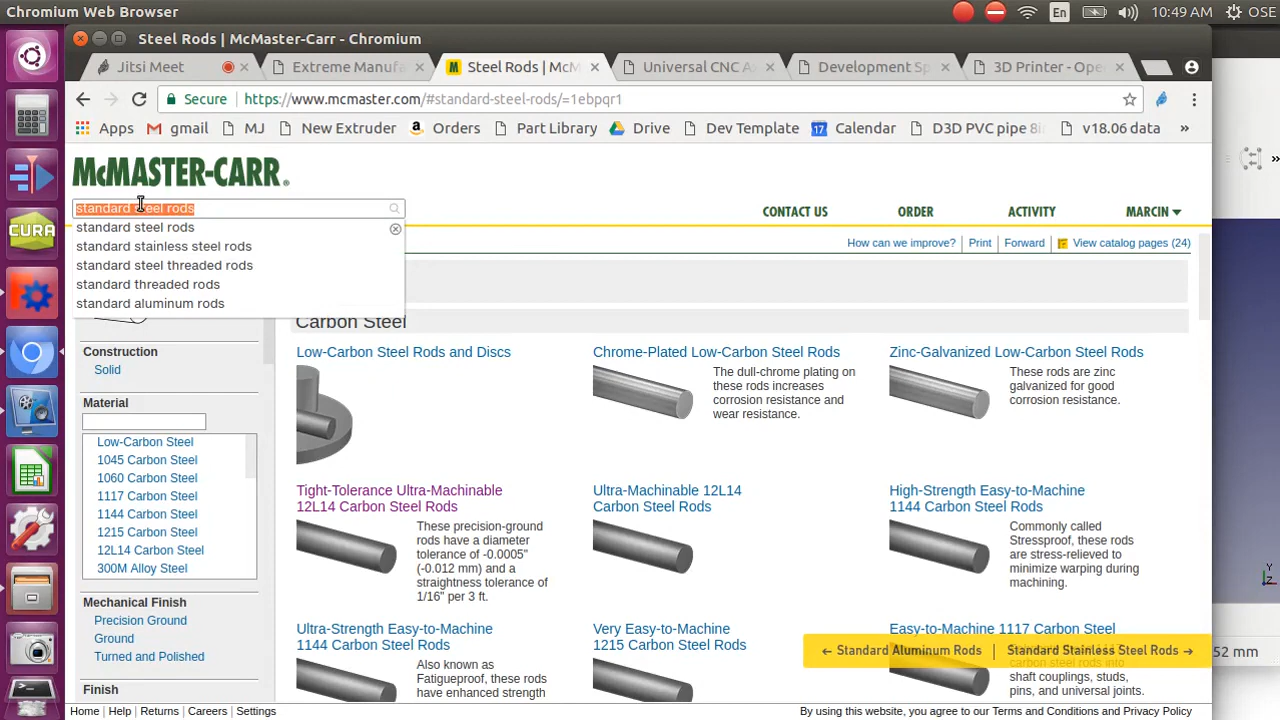 Chromium Web Browser
En
10:49 AM
OSE
Steel Rods | McMaster-Carr - Chromium
Jitsi Meet
Extreme Manufa
Steel Rods | McM
Universal CNC A
Development Sp
3D Printer - Ope
Secure
https://www.mcmaster.com/#standard-steel-rods/=1ebpqr1
Apps
gmail
MJ
New Extruder
Orders
Part Library
Drive
17
Calendar
Dev Template
D3D PVC pipe 8i
v18.06 data
»
McMASTER-CARR®
standard steel rods
CONTACT US
ORDER
ACTIVITY
MARCIN
standard steel rods
standard stainless steel rods
standard steel threaded rods
standard threaded rods
standard aluminum rods
How can we improve?
Print
Forward
View catalog pages (24)
Construction
Solid
Material
Low-Carbon Steel
1045 Carbon Steel
1060 Carbon Steel
1117 Carbon Steel
1144 Carbon Steel
1215 Carbon Steel
12L14 Carbon Steel
300M Alloy Steel
Mechanical Finish
Precision Ground
Ground
Turned and Polished
Finish
Carbon Steel
Low-Carbon Steel Rods and Discs
Chrome-Plated Low-Carbon Steel Rods
The dull-chrome plating on
these rods increases
corrosion resistance and
wear resistance.
Zinc-Galvanized Low-Carbon Steel Rods
These rods are zinc
galvanized for good
corrosion resistance.
Tight-Tolerance Ultra-Machinable
12L14 Carbon Steel Rods
These precision-ground
rods have a diameter
tolerance of -0.0005"
(-0.012 mm) and a
straightness tolerance of
1/16" per 3 ft.
Ultra-Machinable 12L14
Carbon Steel Rods
High-Strength Easy-to-Machine
1144 Carbon Steel Rods
Commonly called
Stressproof, these rods
are stress-relieved to
minimize warping during
machining.
Ultra-Strength Easy-to-Machine
1144 Carbon Steel Rods
Also known as
Fatigueproof, these rods
have enhanced strength
Very Easy-to-Machine
1215 Carbon Steel Rods
Easy-to-Machine 1117 Carbon Steel
carbon steel rods into
shaft couplings, studs,
pins, and universal joints.
← Standard Aluminum Rods | Standard Stainless Steel Rods →
Home | Help | Returns | Careers | Settings
By using this website, you agree to our Terms and Conditions and Privacy Policy
CURA
»
Y
Z
52 mm